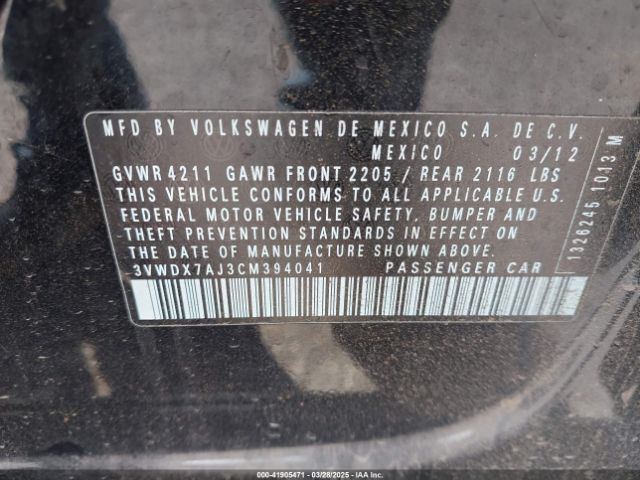 MFD BY VOLKSWAGEN DE MEXICO S.A. DE C.V.
MEXICO 03/12
GVWR 4211 GAWR FRONT 2205 / REAR 2116 LBS
THIS VEHICLE CONFORMS TO ALL APPLICABLE U.S.
FEDERAL MOTOR VEHICLE SAFETY, BUMPER AND
THEFT PREVENTION STANDARDS IN EFFECT ON
THE DATE OF MANUFACTURE SHOWN ABOVE.
3VWDX7AJ3CM394041 PASSENGER CAR
1326245 1013 M
000-41905471 - 03/28/2025 - IAA Inc.